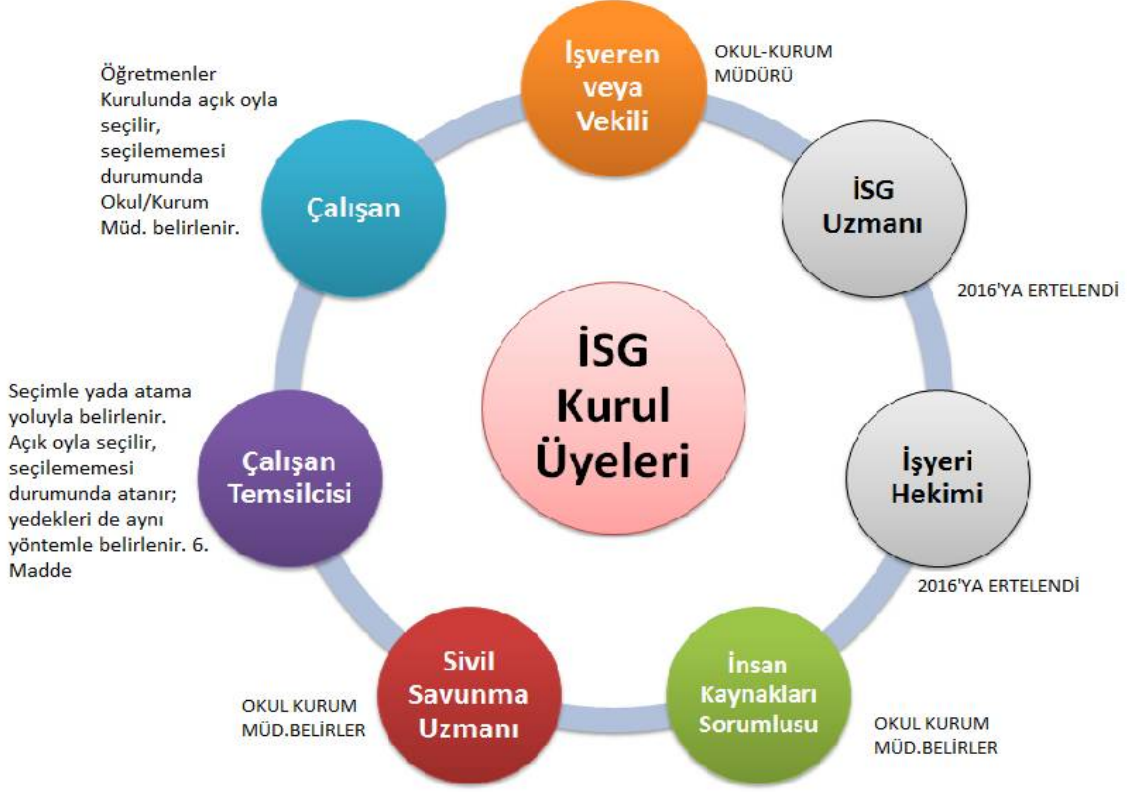 İşveren
veya
Vekili
OKUL-KURUM
MÜDÜRÜ
İSG
Uzmanı
2016'YA ERTELENDİ
İşyeri
Hekimi
2016'YA ERTELENDİ
İnsan
Kaynakları
Sorumlusu
OKUL KURUM
MÜD.BELİRLER
Sivil
Savunma
Uzmanı
OKUL KURUM
MÜD.BELİRLER
Çalışan
Temsilcisi
Seçimle yada atama
yoluyla belirlenir.
Açık oyla seçilir,
seçilememesi
durumunda atanır;
yedekleri de aynı
yöntemle belirlenir. 6.
Madde
Çalışan
Öğretmenler
Kurulunda açık oyla
seçilir,
seçilememesi
durumunda
Okul/Kurum
Müd. belirlenir.
İSG
Kurul
Üyeleri